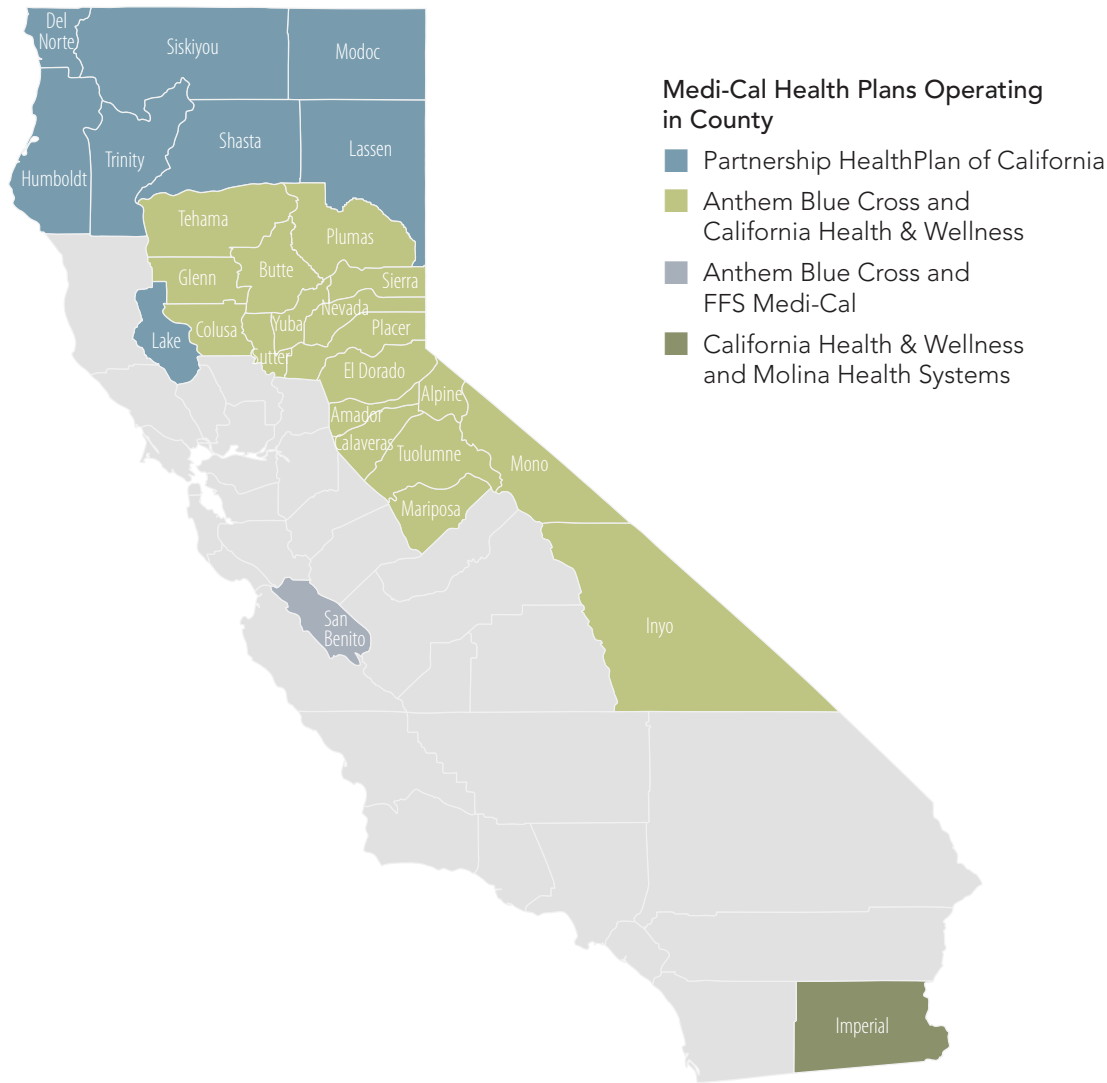 Del
Norte
Siskiyou
Modoc
Medi-Cal Health Plans Operating
in County
Partnership HealthPlan of California
Anthem Blue Cross and
California Health & Wellness
Anthem Blue Cross and
FFS Medi-Cal
California Health & Wellness
and Molina Health Systems
Humboldt
Trinity
Shasta
Lassen
Tehama
Plumas
Glenn
Butte
Sierra
Nevada
Lake
Colusa
Yuba
Placer
Sutter
El Dorado
Alpine
Amador
Calaveras
Tuolumne
Mono
Mariposa
San
Benito
Inyo
Imperial